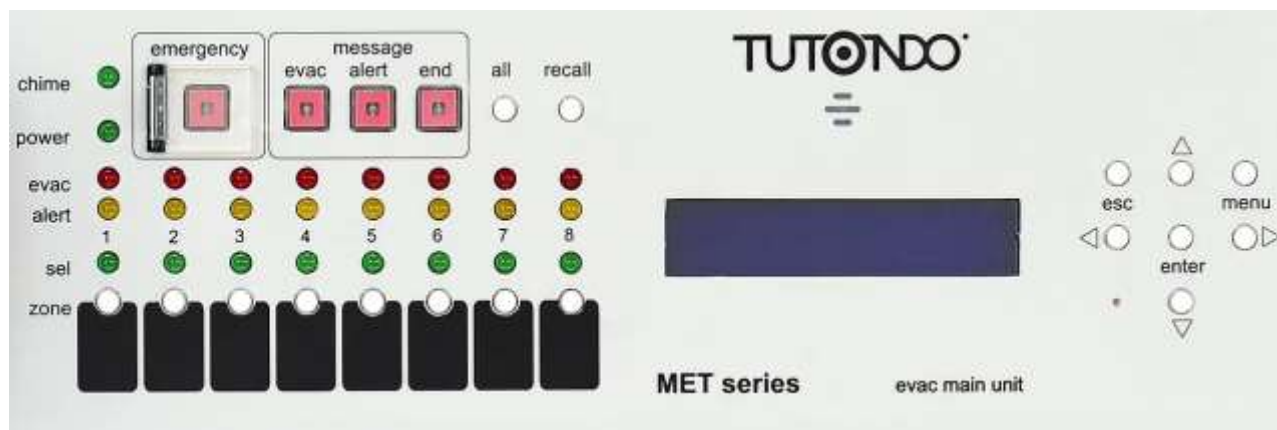 TUTONDO
emergency
message
chime
evac alert end all recall
power
evac
alert
1 2 3 4 5 6 7 8
sel
zone
esc
menu
enter
MET series
evac main unit